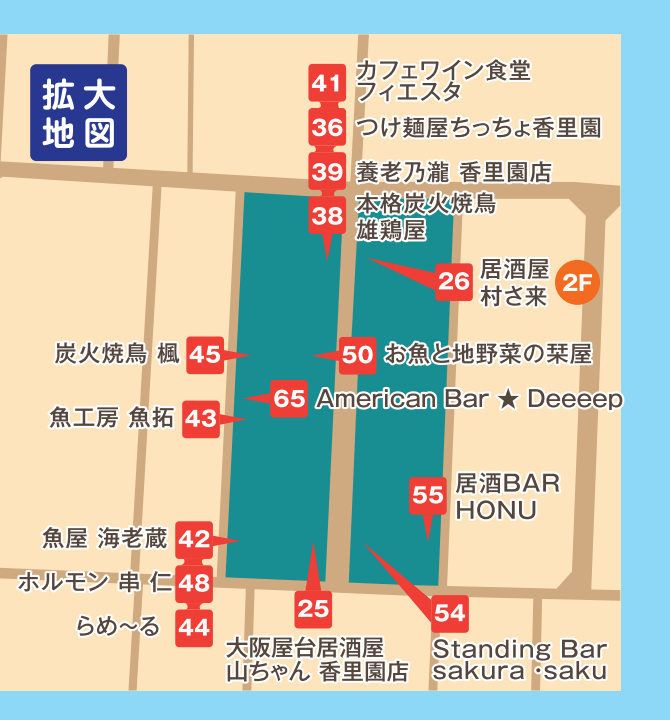 拡大
地図
41 カフェワイン食堂
フィエスタ
36 つけ麺屋ちっちょ香里園
39 養老乃瀧 香里園店
38 本格炭火焼鳥
雄鶏屋
26 居酒屋
村さ来 2F
炭火焼鳥 楓 45
50 お魚と地野菜の栞屋
65 American Bar ★ Deeeep
魚工房 魚拓 43
55 居酒BAR
HONU
魚屋 海老蔵 42
ホルモン 串 仁 48
らめ〜る 44
25
大阪屋台居酒屋
山ちゃん 香里園店
54
Standing Bar
sakura ·saku